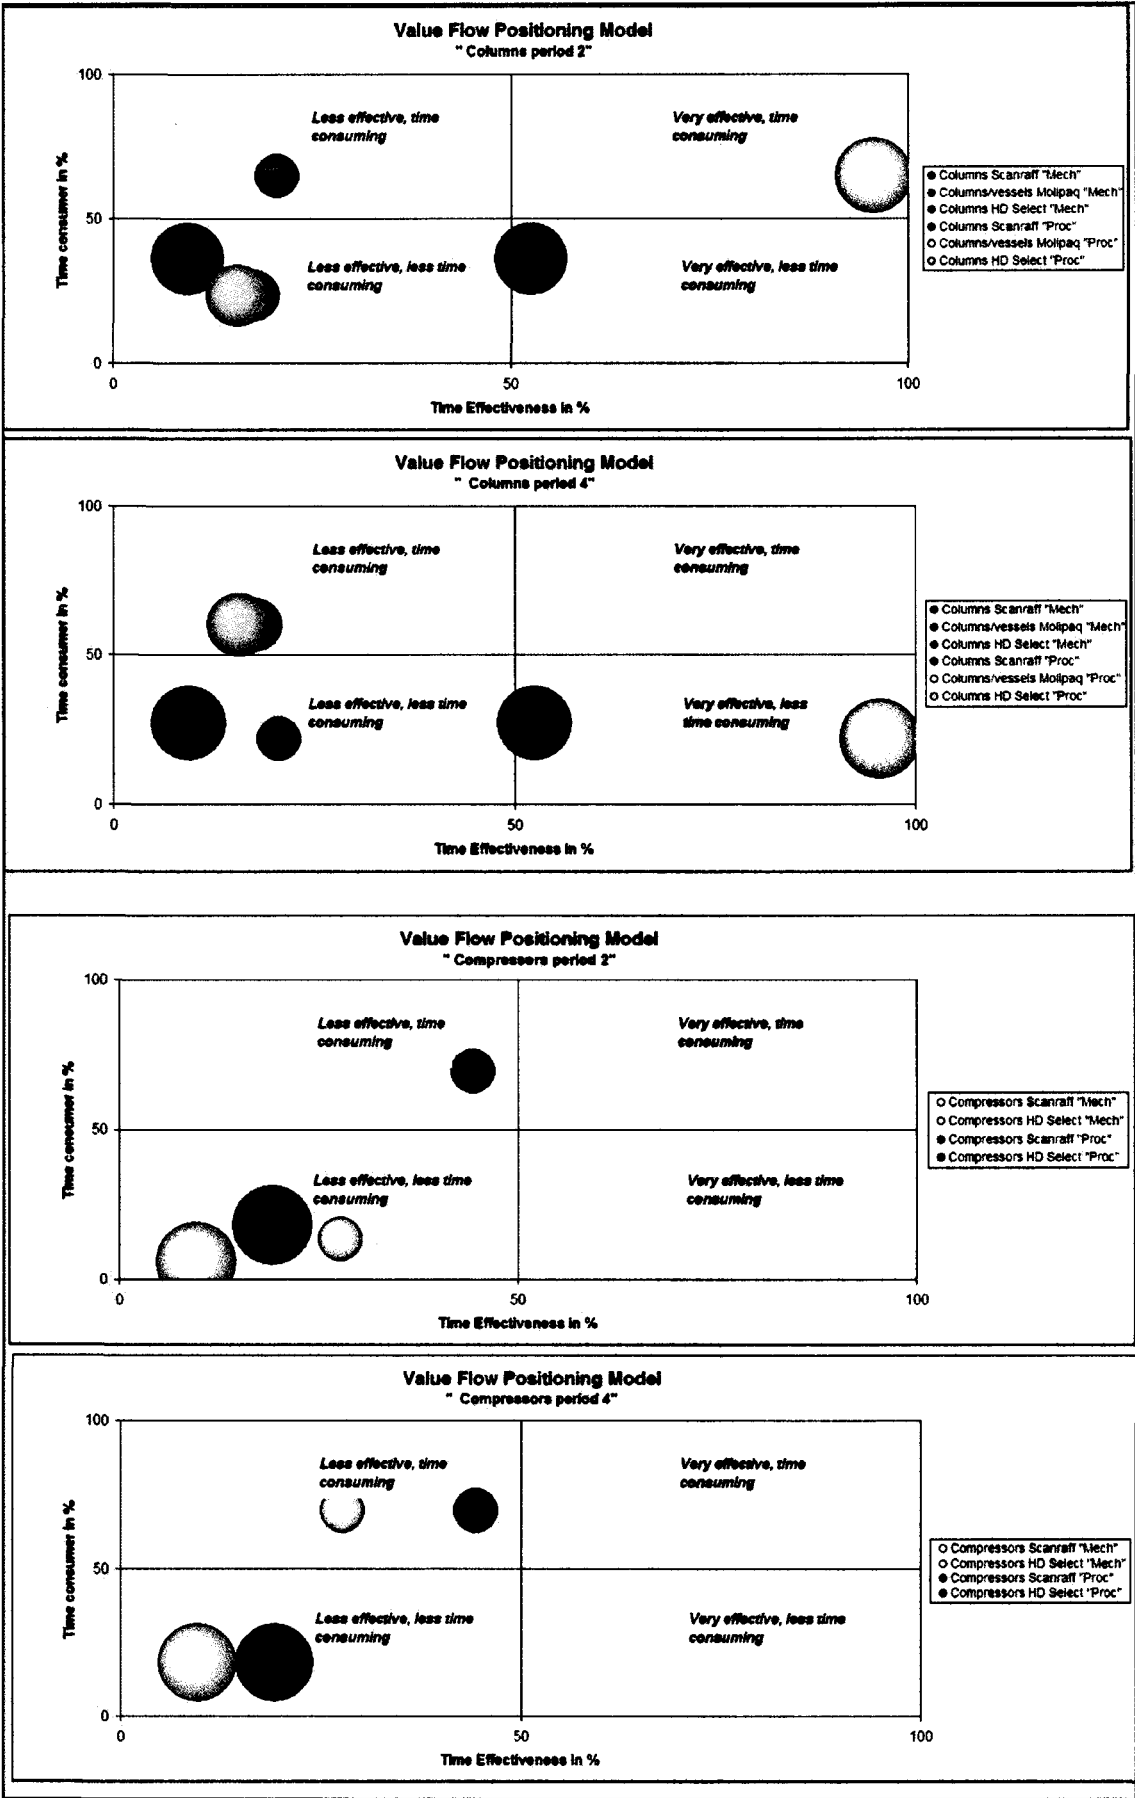 Value Flow Positioning Model
" Columns period 2"
100
Less effective, time
consuming
Very effective, time
consuming
Time consumer in %
50
Less effective, less time
consuming
Very effective, less time
consuming
0
0
50
100
Time Effectiveness in %
Columns Scanraff "Mech"
Columns/vessels Molipaq "Mech"
Columns HD Select "Mech"
Columns Scanraff "Proc"
Columns/vessels Molipaq "Proc"
Columns HD Select "Proc"
Value Flow Positioning Model
" Columns period 4"
100
Less effective, time
consuming
Very effective, time
consuming
Time consumer in %
50
Less effective, less time
consuming
Very effective, less
time consuming
0
0
50
100
Time Effectiveness in %
Columns Scanraff "Mech"
Columns/vessels Molipaq "Mech"
Columns HD Select "Mech"
Columns Scanraff "Proc"
Columns/vessels Molipaq "Proc"
Columns HD Select "Proc"
Value Flow Positioning Model
" Compressors period 2"
100
Less effective, time
consuming
Very effective, time
consuming
Time consumer in %
50
Less effective, less time
consuming
Very effective, less time
consuming
0
0
50
100
Time Effectiveness in %
Compressors Scanraff "Mech"
Compressors HD Select "Mech"
Compressors Scanraff "Proc"
Compressors HD Select "Proc"
Value Flow Positioning Model
" Compressors period 4"
100
Less effective, time
consuming
Very effective, time
consuming
Time consumer in %
50
Less effective, less time
consuming
Very effective, less time
consuming
0
0
50
100
Time Effectiveness in %
Compressors Scanraff "Mech"
Compressors HD Select "Mech"
Compressors Scanraff "Proc"
Compressors HD Select "Proc"